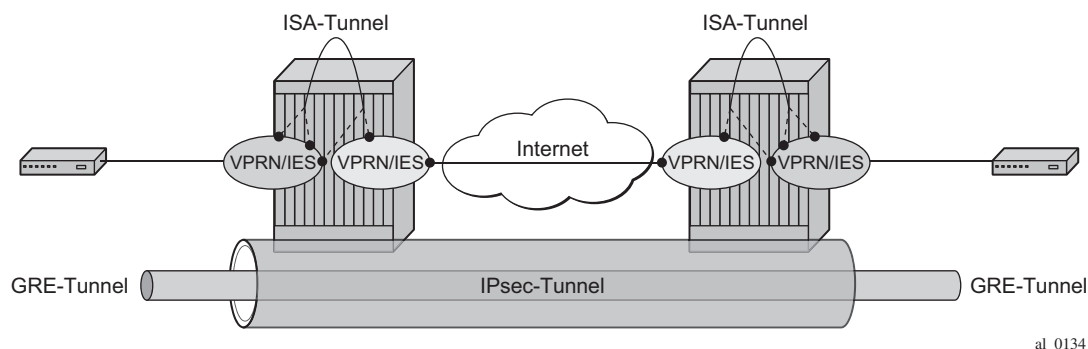 ISA-Tunnel
ISA-Tunnel
VPRN/IES
VPRN/IES
Internet
VPRN/IES
VPRN/IES
GRE-Tunnel
IPsec-Tunnel
GRE-Tunnel
al_0134